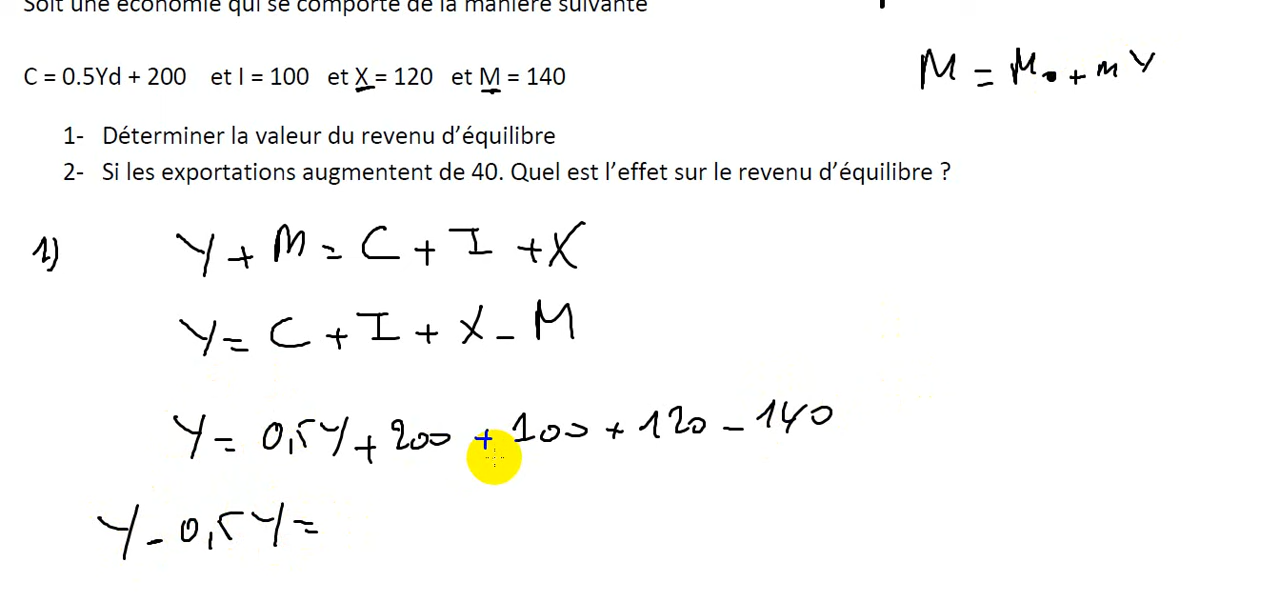 Soit une économie qui se comporte de la manière suivante
M = M₀ + mY
C = 0.5Yd + 200 et I = 100 et X = 120 et M = 140
1- Déterminer la valeur du revenu d’équilibre
2- Si les exportations augmentent de 40. Quel est l’effet sur le revenu d’équilibre ?
1) Y + M = C + I + X
Y = C + I + X - M
Y = 0,5Y + 200 + 100 + 120 - 140
Y - 0,5Y =